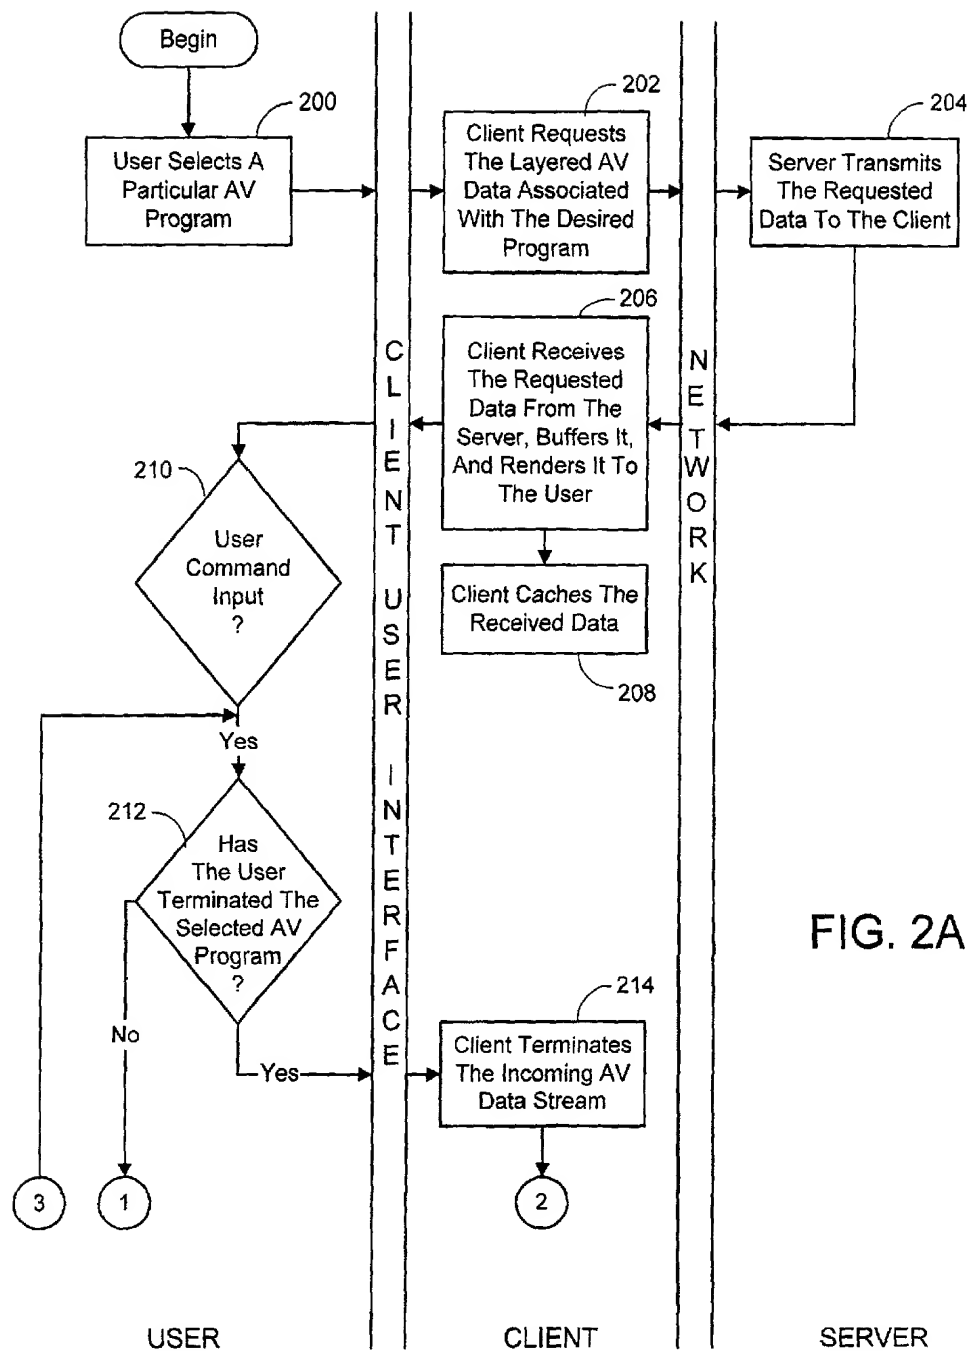 Begin
200
User Selects A
Particular AV
Program
202
Client Requests
The Layered AV
Data Associated
With The Desired
Program
204
Server Transmits
The Requested
Data To The Client
206
Client Receives
The Requested
Data From The
Server, Buffers It,
And Renders It To
The User
CLIENT USER INTERFACE
NETWORK
210
User
Command
Input
?
Client Caches The
Received Data
208
Yes
212
Has
The User
Terminated The
Selected AV
Program
?
FIG. 2A
No
Yes
214
Client Terminates
The Incoming AV
Data Stream
3
1
2
USER
CLIENT
SERVER